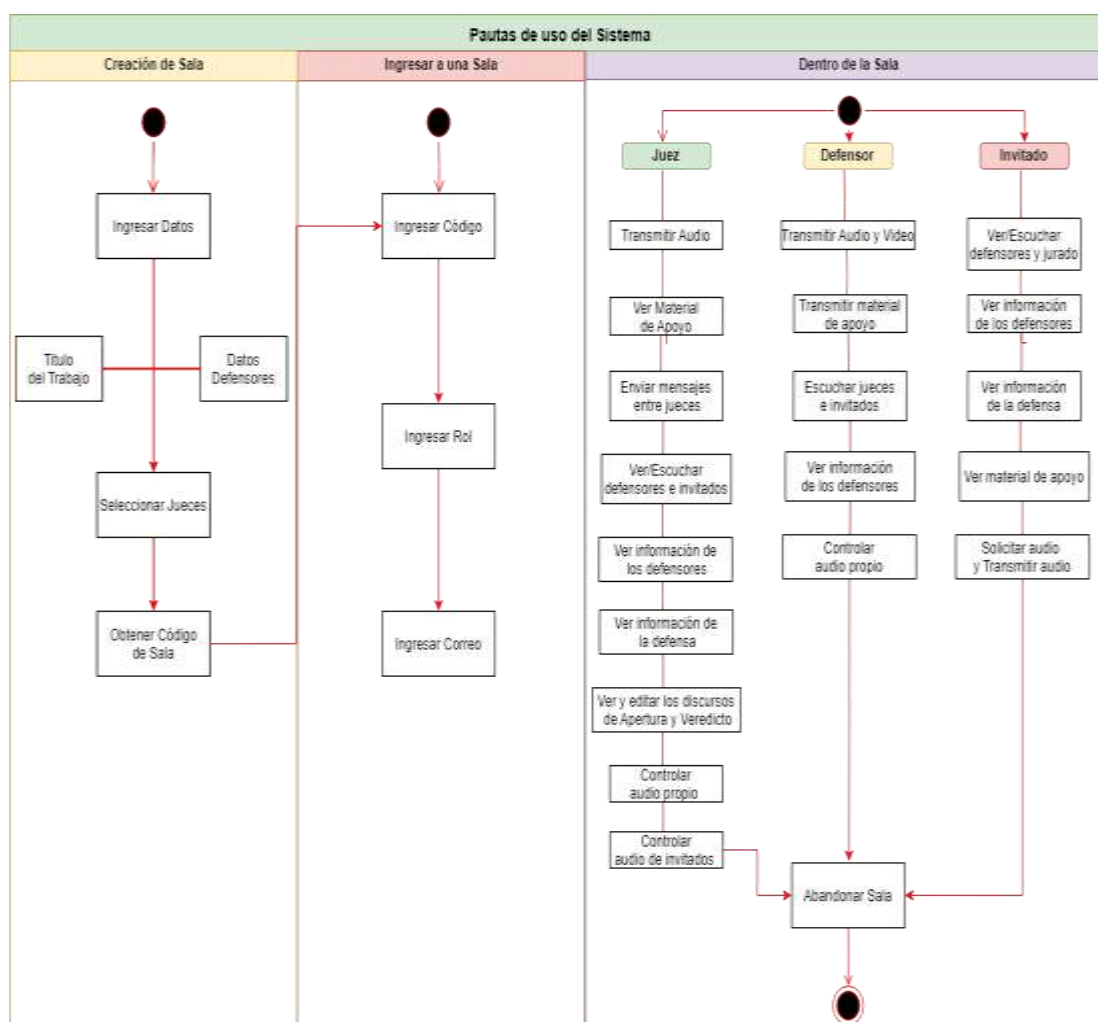 Pautas de uso del Sistema
Creación de Sala
Ingresar a una Sala
Dentro de la Sala
Ingresar Datos
Título
del Trabajo
Datos
Defensores
Seleccionar Jueces
Obtener Código
de Sala
Ingresar Código
Ingresar Rol
Ingresar Correo
Juez
Transmitir Audio
Ver Material
de Apoyo
Enviar mensajes
entre jueces
Ver/Escuchar
defensores e invitados
Ver información de
los defensores
Ver información de
la defensa
Ver y editar los discursos
de Apertura y Veredicto
Controlar
audio propio
Controlar
audio de invitados
Defensor
Transmitir Audio y Video
Transmitir material
de apoyo
Escuchar jueces
e invitados
Ver información
de los defensores
Controlar
audio propio
Invitado
Ver/Escuchar
defensores y jurado
Ver información
de los defensores
Ver información
de la defensa
Ver material de apoyo
Solicitar audio
y Transmitir audio
Abandonar Sala